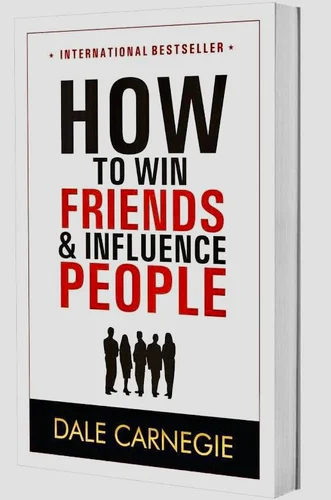 ★ INTERNATIONAL BESTSELLER ★
HOW
TO WIN
FRIENDS
& INFLUENCE
PEOPLE
DALE CARNEGIE